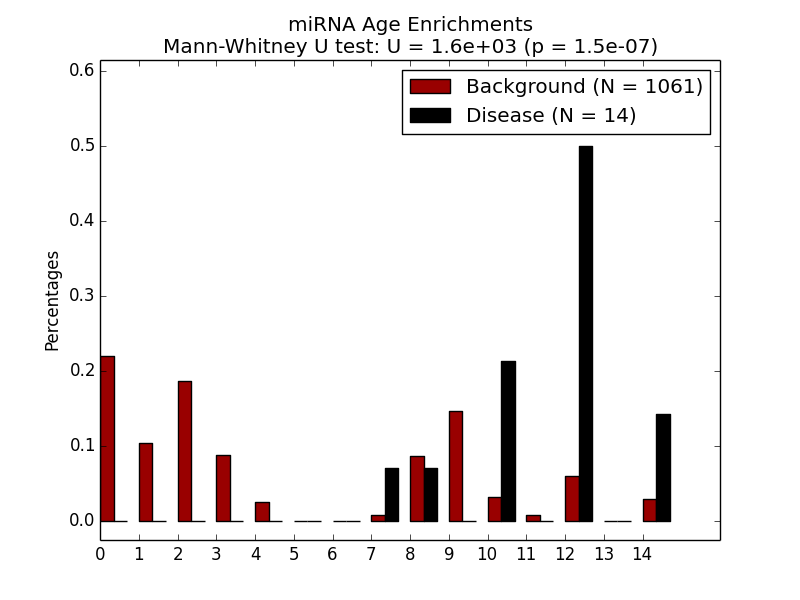 miRNA Age Enrichments
Mann-Whitney U test: U = 1.6e+03 (p = 1.5e-07)
Background (N = 1061)
Disease (N = 14)
Percentages
0.6
0.5
0.4
0.3
0.2
0.1
0.0
0 1 2 3 4 5 6 7 8 9 10 11 12 13 14